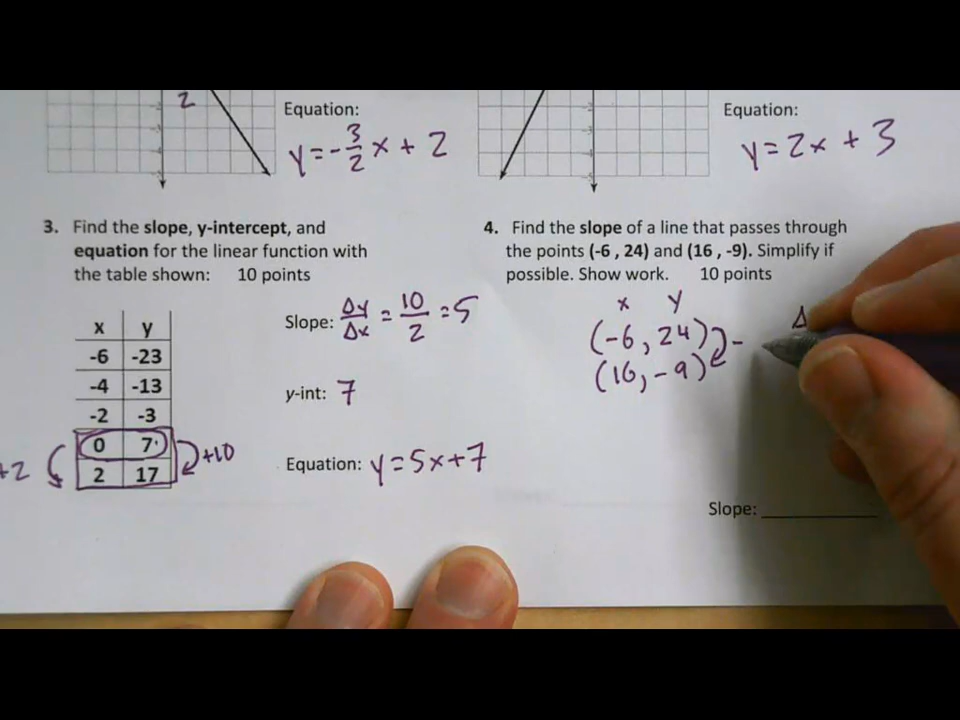 2
Equation:
y = -3/2 x + 2
Equation:
y = 2x + 3
3. Find the slope, y-intercept, and
equation for the linear function with
the table shown: 10 points
x y
-6 -23
-4 -13
-2 -3
0 7
2 17
+2
+10
Slope: Δy/Δx = 10/2 = 5
y-int: 7
Equation: y = 5x + 7
4. Find the slope of a line that passes through
the points (-6 , 24) and (16 , -9). Simplify if
possible. Show work. 10 points
x y
(-6, 24)
(16, -9)
-
Δ
Slope: ____________